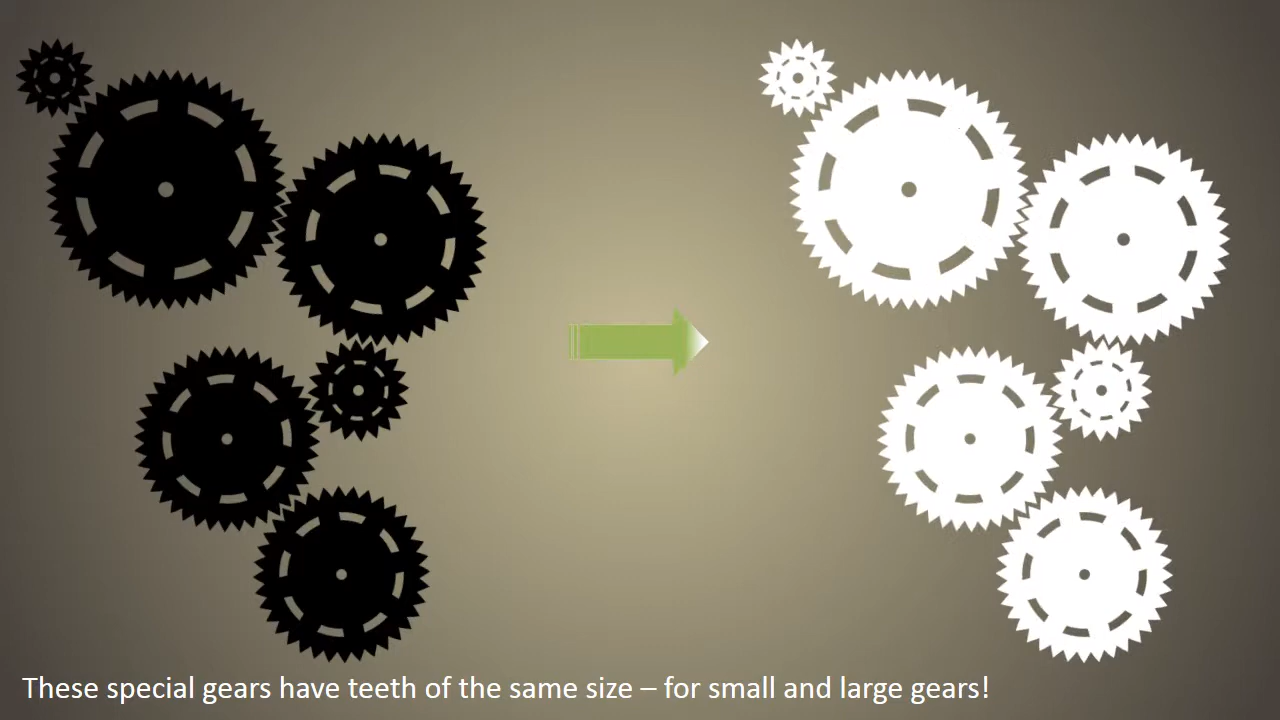 These special gears have teeth of the same size – for small and large gears!